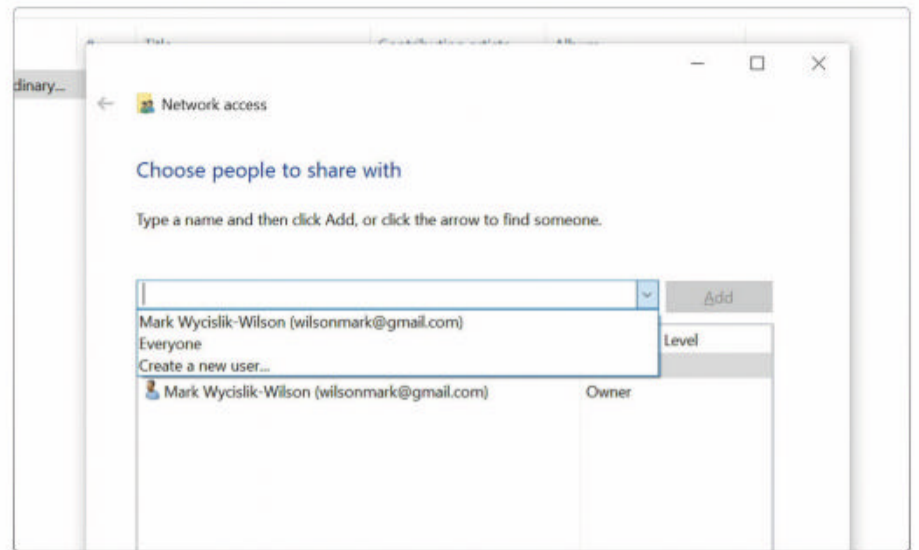 dinary...
Network access
Choose people to share with
Type a name and then click Add, or click the arrow to find someone.
Add
Mark Wycislik-Wilson (wilsonmark@gmail.com)
Everyone
Level
Create a new user...
Mark Wycislik-Wilson (wilsonmark@gmail.com) Owner